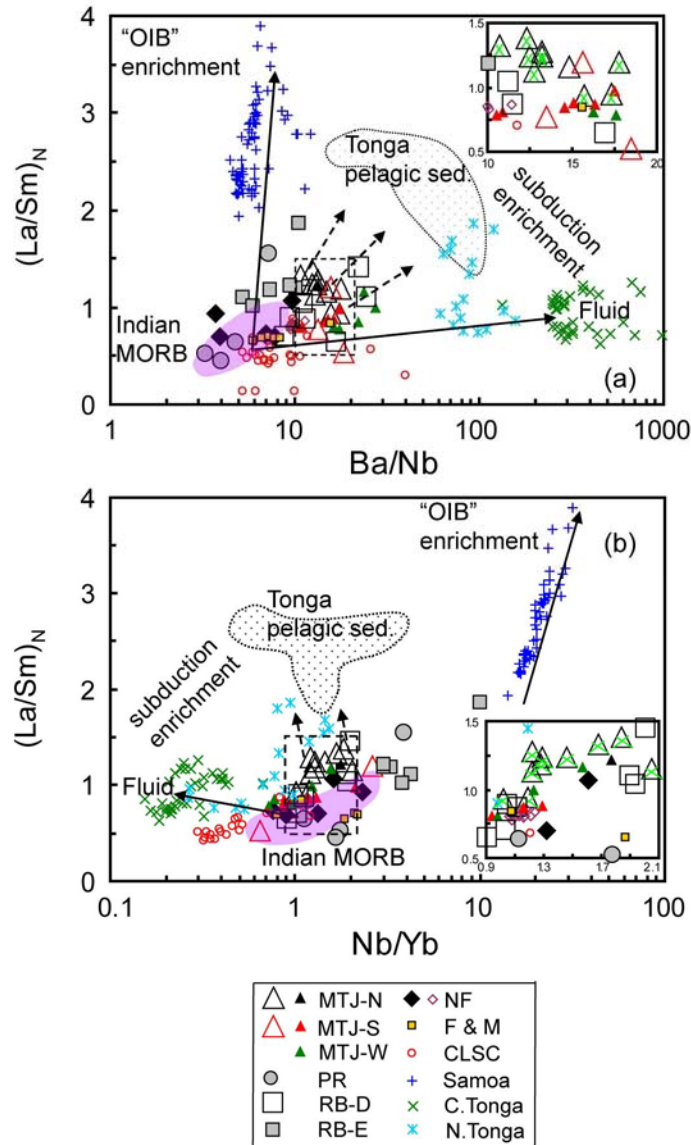 (a)
"OIB"
enrichment
Tonga
pelagic sed.
subduction
enrichment
Indian
MORB
Fluid
(La/Sm)N
4
3
2
1
0
1
10
100
1000
Ba/Nb
1.5
1.0
0.5
10
15
20
(b)
"OIB"
enrichment
Tonga
pelagic sed.
subduction
enrichment
Fluid
Indian MORB
(La/Sm)N
4
3
2
1
0
0.1
1
10
100
Nb/Yb
1.5
1.0
0.5
0.9
1.3
1.7
2.1
MTJ-N
NF
MTJ-S
F & M
MTJ-W
CLSC
PR
Samoa
RB-D
C.Tonga
RB-E
N.Tonga